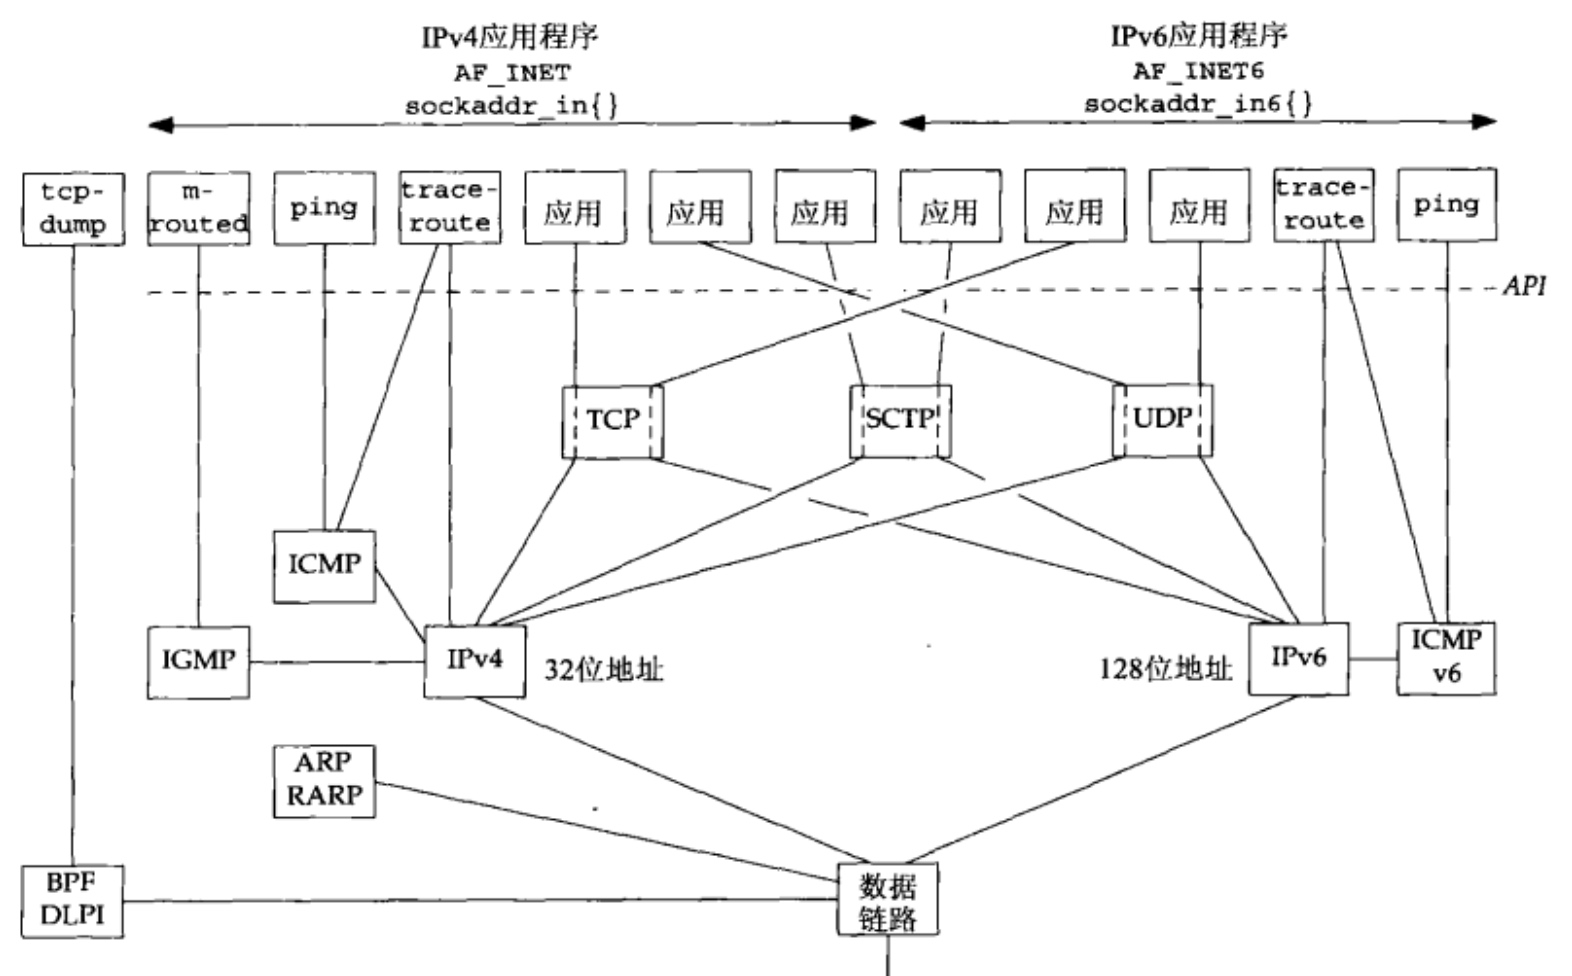 IPv4应用程序
AF_INET
sockaddr_in{}
IPv6应用程序
AF_INET6
sockaddr_in6{}
tcp-
dump
m-
routed
ping
trace-
route
应用
应用
应用
应用
应用
应用
trace-
route
ping
API
TCP
SCTP
UDP
ICMP
IGMP
IPv4
32位地址
128位地址
IPv6
ICMP
v6
ARP
RARP
BPF
DLPI
数据
链路